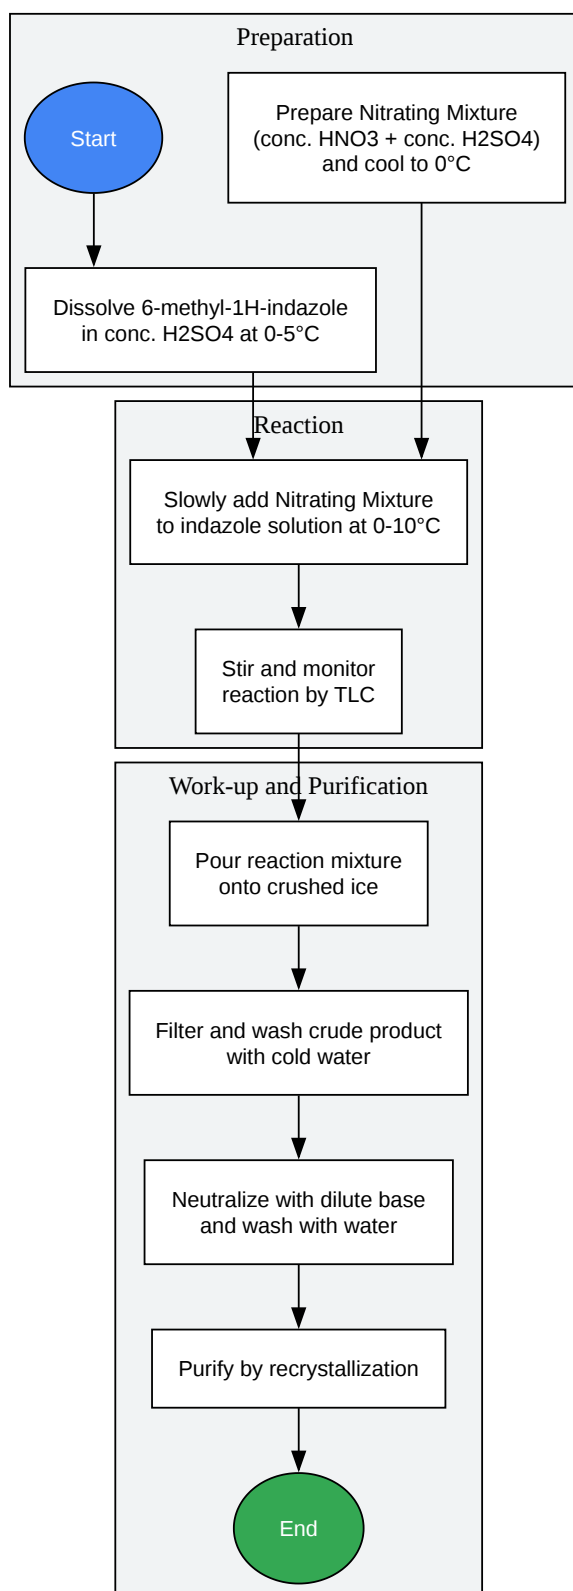 Preparation
Start
Prepare Nitrating Mixture
(conc. HNO3 + conc. H2SO4)
and cool to 0°C
Dissolve 6-methyl-1H-indazole
in conc. H2SO4 at 0-5°C
Reaction
Slowly add Nitrating Mixture
to indazole solution at 0-10°C
Stir and monitor
reaction by TLC
Work-up and Purification
Pour reaction mixture
onto crushed ice
Filter and wash crude product
with cold water
Neutralize with dilute base
and wash with water
Purify by recrystallization
End